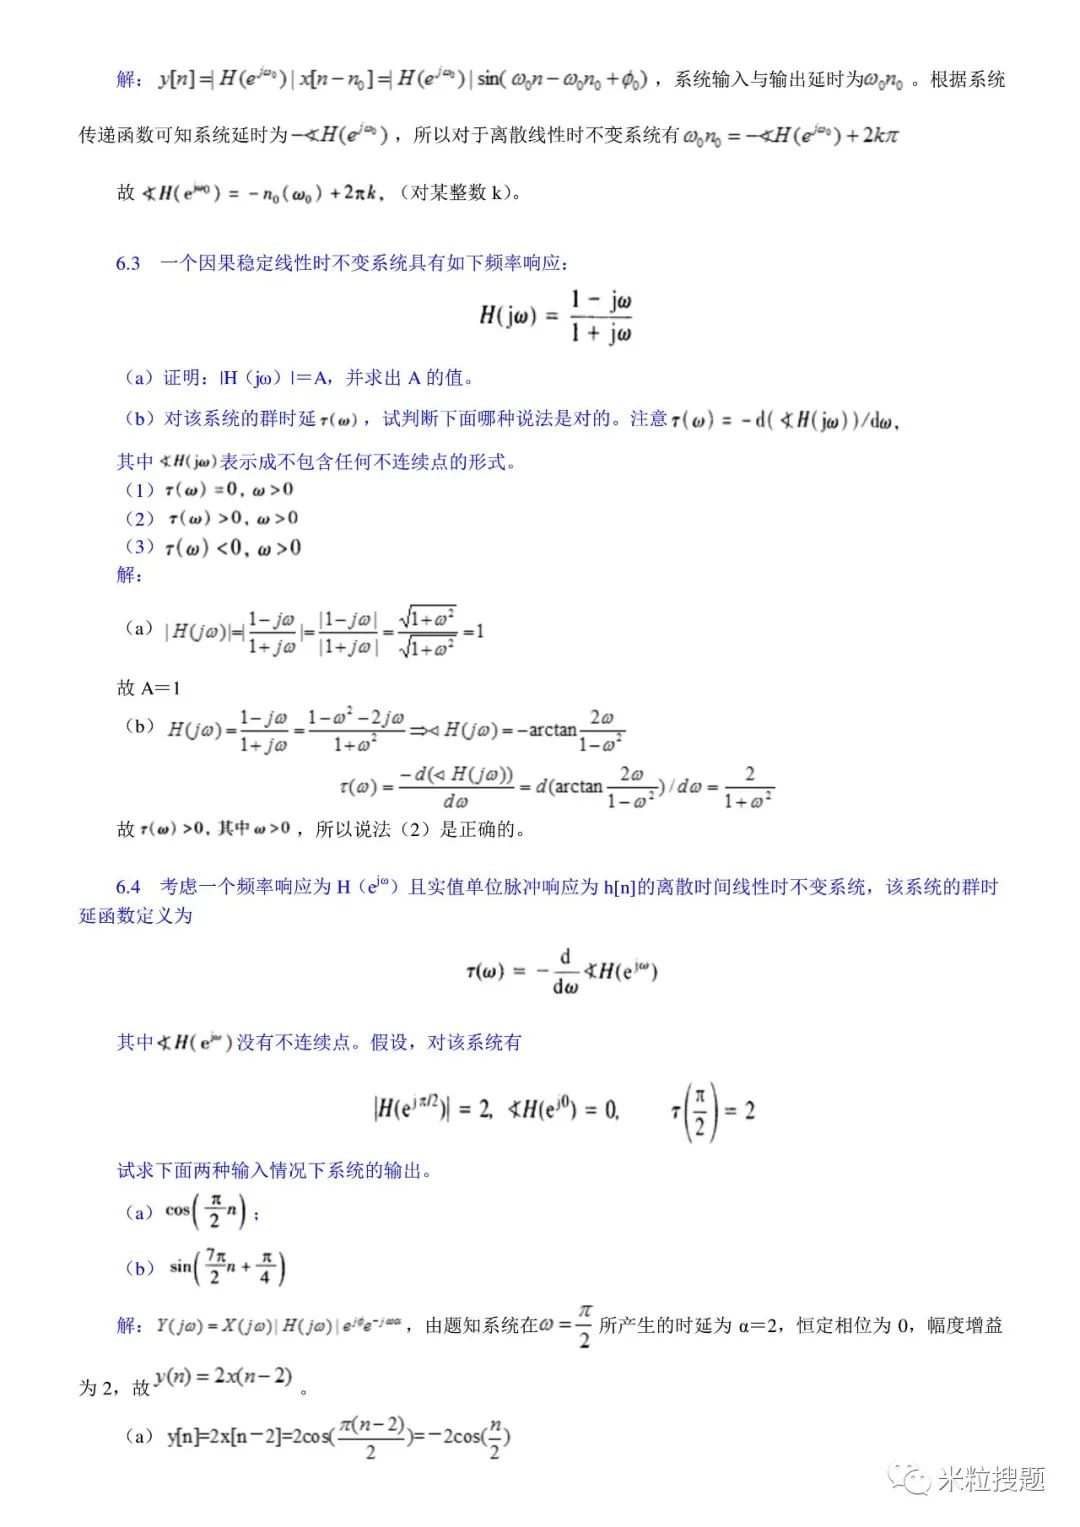 解：y[n]=|H(e^{jω₀})|x[n−n₀]=|H(e^{jω₀})|sin(ω₀n−ω₀n₀+ϕ₀)，系统输入与输出延时为ω₀n₀。根据系统
传递函数可知系统延时为−∢H(e^{jω₀})，所以对于离散线性时不变系统有ω₀n₀=−∢H(e^{jω₀})+2kπ
故∢H(e^{jω₀})=−n₀(ω₀)+2πk，（对某整数 k）。
6.3 一个因果稳定线性时不变系统具有如下频率响应：
H(jω) = (1 − jω)/(1 + jω)
（a）证明：|H（jω）|＝A，并求出 A 的值。
（b）对该系统的群时延τ(ω)，试判断下面哪种说法是对的。注意τ(ω) = −d(∢H(jω))/dω,
其中∢H(jω)表示成不包含任何不连续点的形式。
（1）τ(ω) =0, ω>0
（2）τ(ω) >0, ω>0
（3）τ(ω) <0, ω>0
解：
（a）|H(jω)|=|(1−jω)/(1+jω)|=|1−jω|/|1+jω|=√(1+ω²)/√(1+ω²)=1
故 A＝1
（b）H(jω)=(1−jω)/(1+jω)=(1−ω²−2jω)/(1+ω²)⇒∢H(jω)=−arctan 2ω/(1−ω²)
τ(ω)=−d(∢H(jω))/dω=d(arctan 2ω/(1−ω²))/dω=2/(1+ω²)
故τ(ω)>0, 其中ω>0，所以说法（2）是正确的。
6.4 考虑一个频率响应为 H（e^{jω}）且实值单位脉冲响应为 h[n]的离散时间线性时不变系统，该系统的群时
延函数定义为
τ(ω) = −d/dω ∢H(e^{jω})
其中∢H(e^{jω})没有不连续点。假设，对该系统有
|H(e^{jπ/2})| = 2, ∢H(e^{j0}) = 0, τ(π/2) = 2
试求下面两种输入情况下系统的输出。
（a）cos(π/2 n)；
（b）sin(7π/2 n + π/4)
解：Y(jω)=X(jω)|H(jω)|e^{jϕ}e^{−jωα}，由题知系统在ω=π/2 所产生的时延为 α＝2，恒定相位为 0，幅度增益
为 2，故y(n)=2x(n−2)。
（a）y[n]=2x[n−2]=2cos(π(n−2)/2)=−2cos(n/2)
米粒搜题